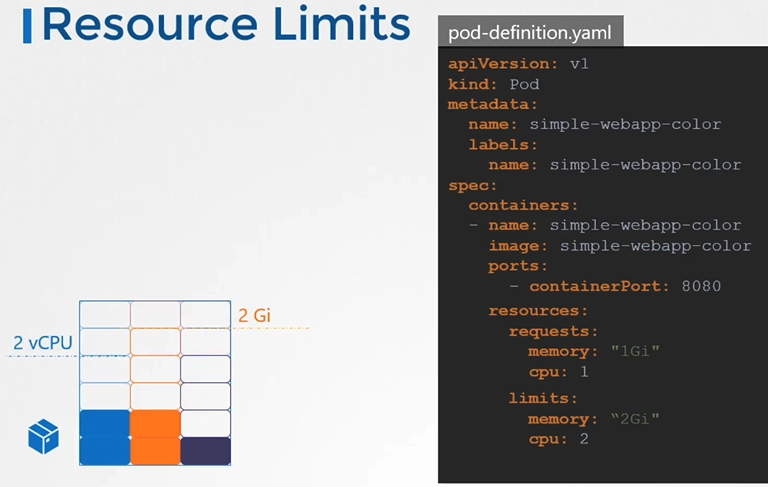 Resource Limits
pod-definition.yaml
apiVersion: v1
kind: Pod
metadata:
  name: simple-webapp-color
  labels:
    name: simple-webapp-color
spec:
  containers:
  - name: simple-webapp-color
    image: simple-webapp-color
    ports:
      - containerPort: 8080
    resources:
      requests:
        memory: "1Gi"
        cpu: 1
      limits:
        memory: “2Gi"
        cpu: 2
2 Gi
2 vCPU